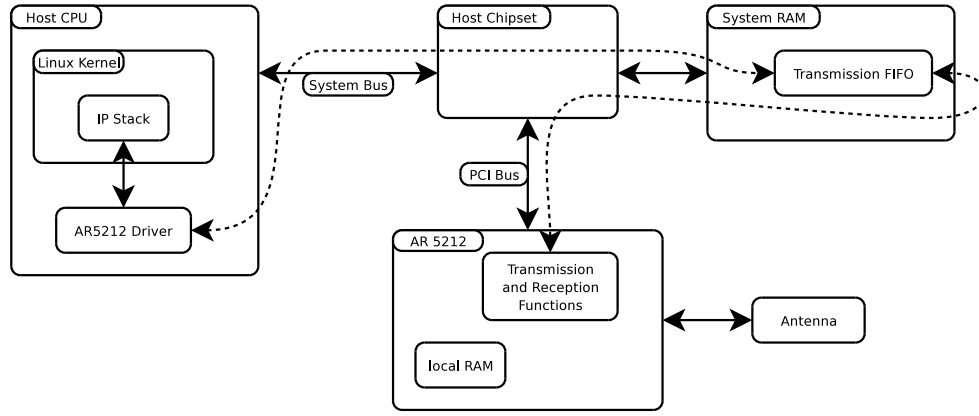 Host CPU
Host Chipset
System RAM
Linux Kernel
System Bus
Transmission FIFO
IP Stack
PCI Bus
AR5212 Driver
AR 5212
Transmission
and Reception
Functions
Antenna
local RAM